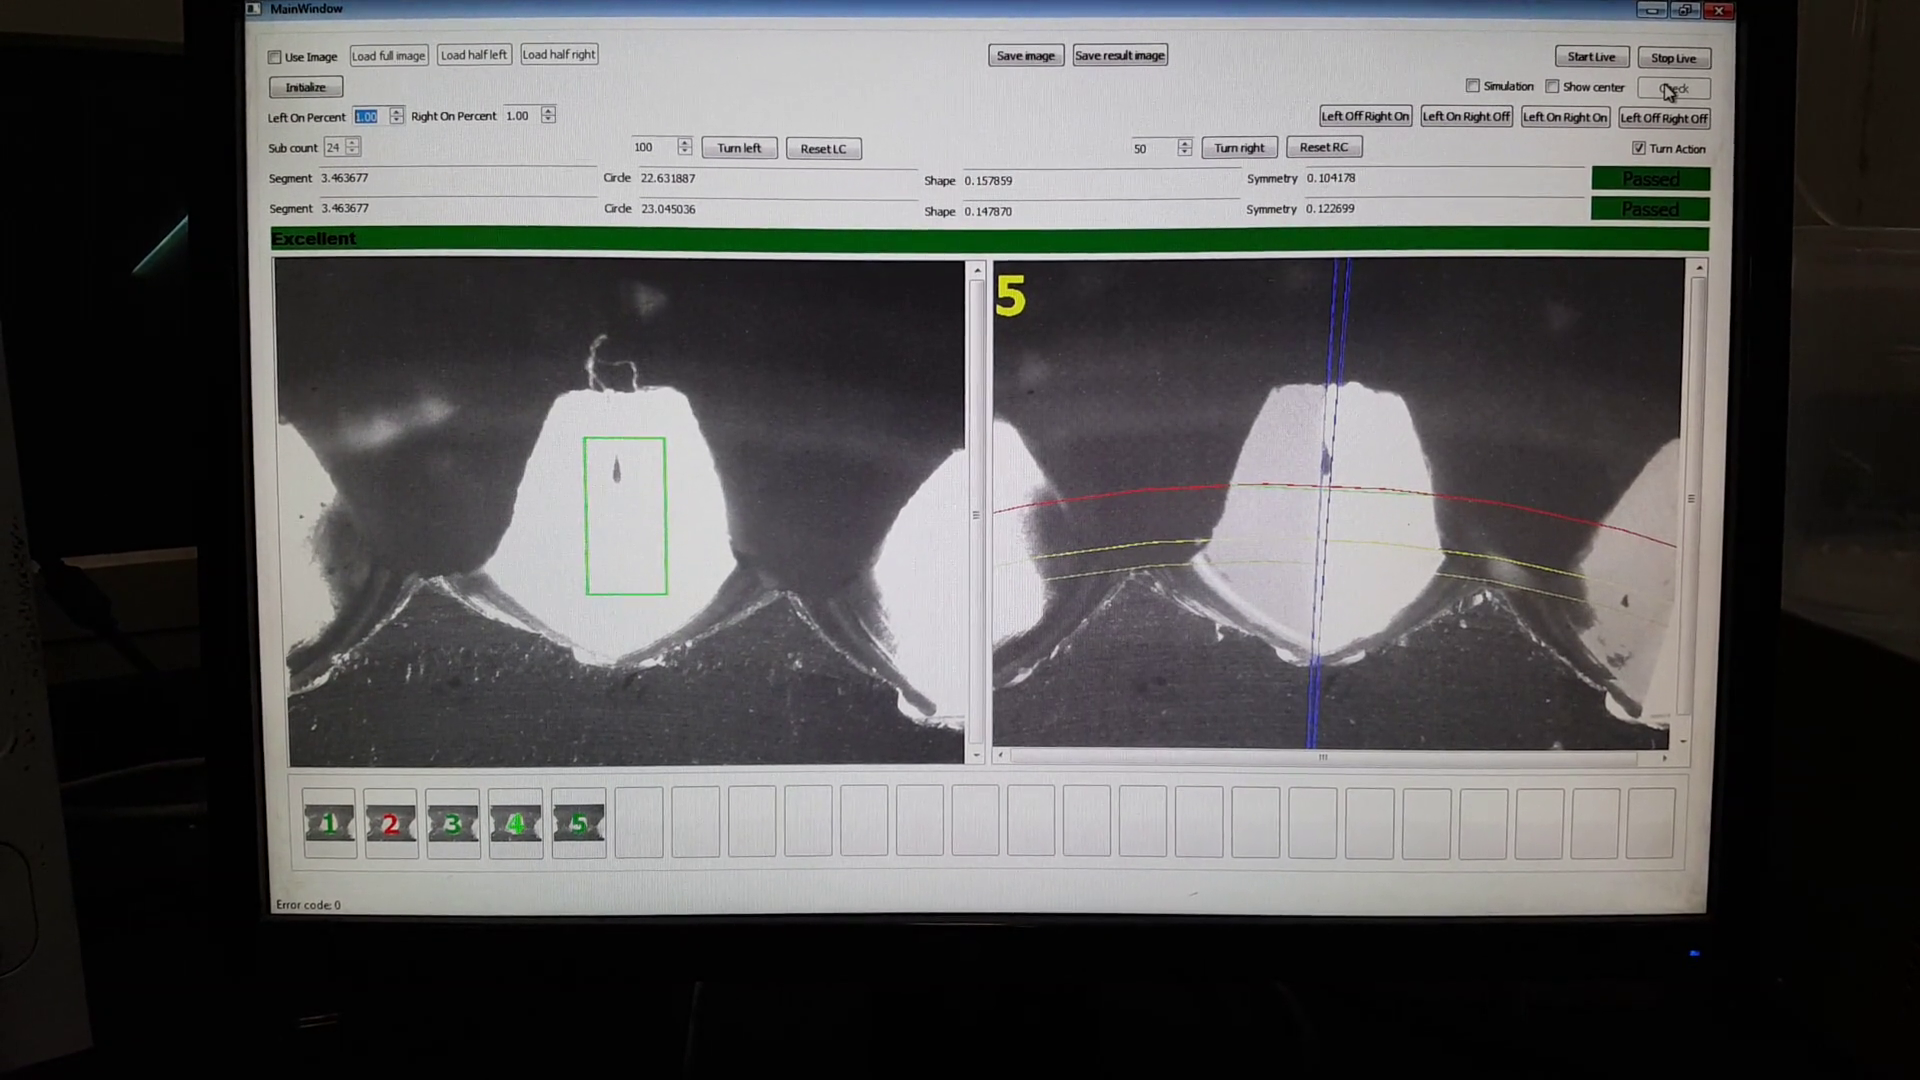 MainWindow
Use Image Load full image Load half left Load half right Save image Save result image Start Live Stop Live
Initialize Simulation Show center
Left On Percent 1.00 Right On Percent 1.00 Left Off Right On Left On Right Off Left On Right On Left Off Right Off
Sub count 24 100 Turn left Reset LC 50 Turn right Reset RC Turn Action
Segment 3.463677 Circle 22.631887 Shape 0.157859 Symmetry 0.104178 Passed
Segment 3.463677 Circle 23.045036 Shape 0.147870 Symmetry 0.122699 Passed
Excellent
5
1 2 3 4 5
Error code: 0